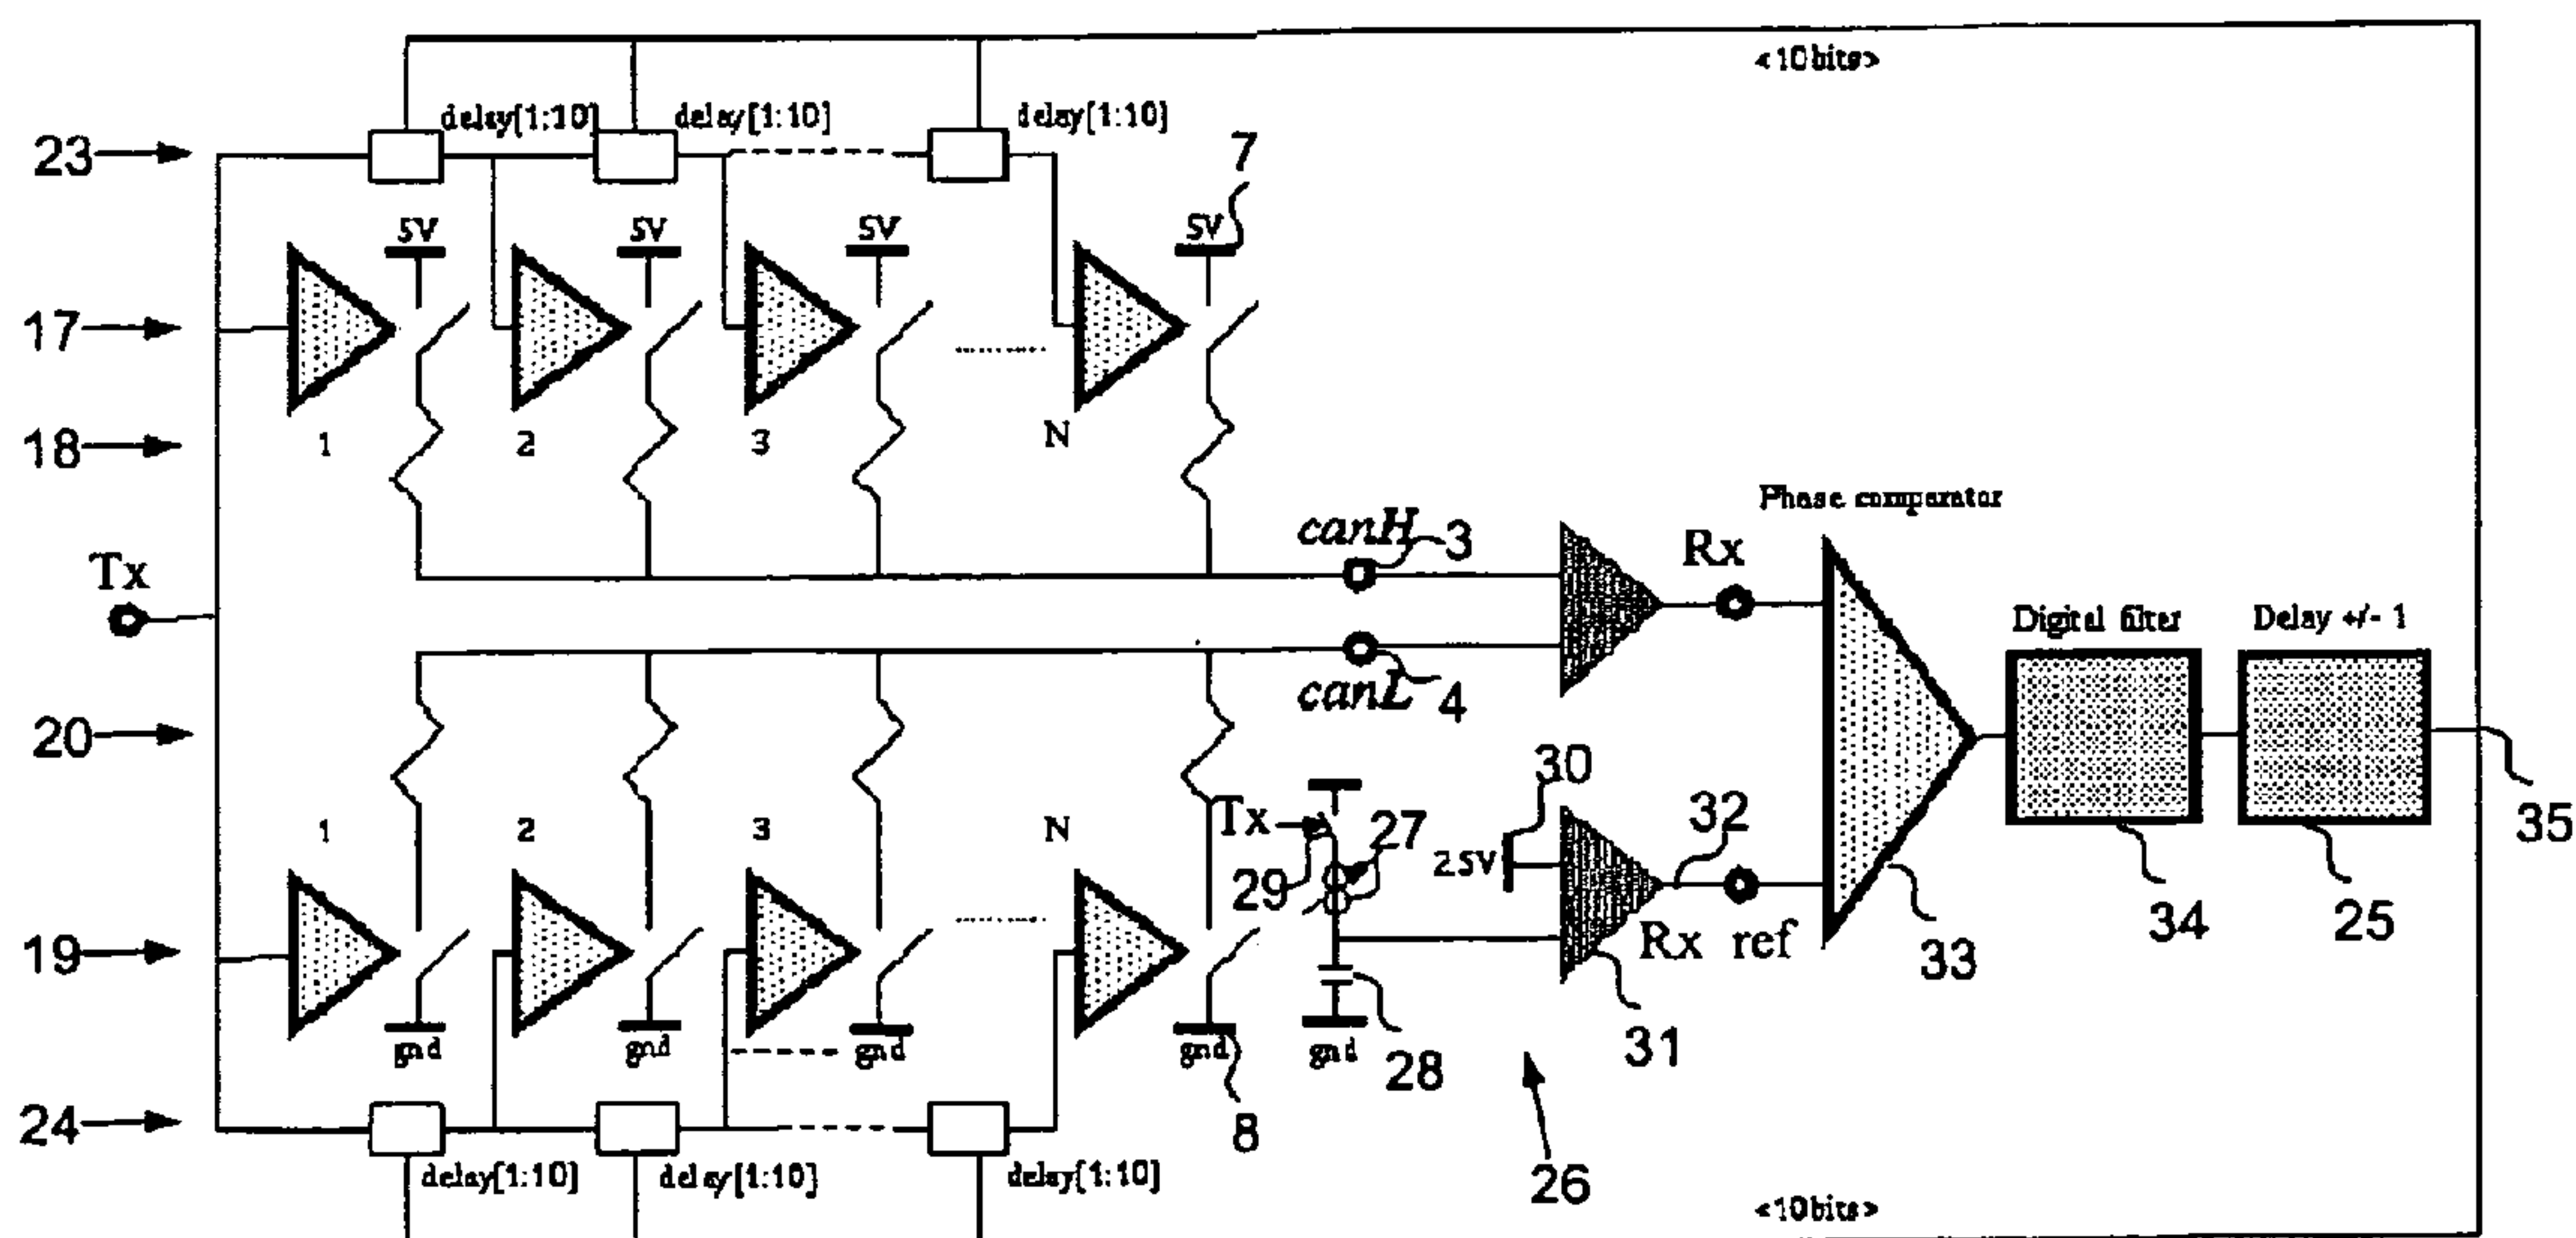 <10bits>
delay[1:10] delay[1:10] delay[1:10]
23
7
5V 5V 5V 5V
17
18
1 2 3 N
Phase comparator
canH 3
Rx
Tx
Digital filter Delay +/- 1
canL 4
20
30
Tx 27 32
35
1 2 3 N
2.5V
29
34 25
19
Rx ref
33
gnd gnd gnd gnd gnd
28 31
24
8
delay[1:10] delay[1:10] delay[1:10]
26
<10bits>